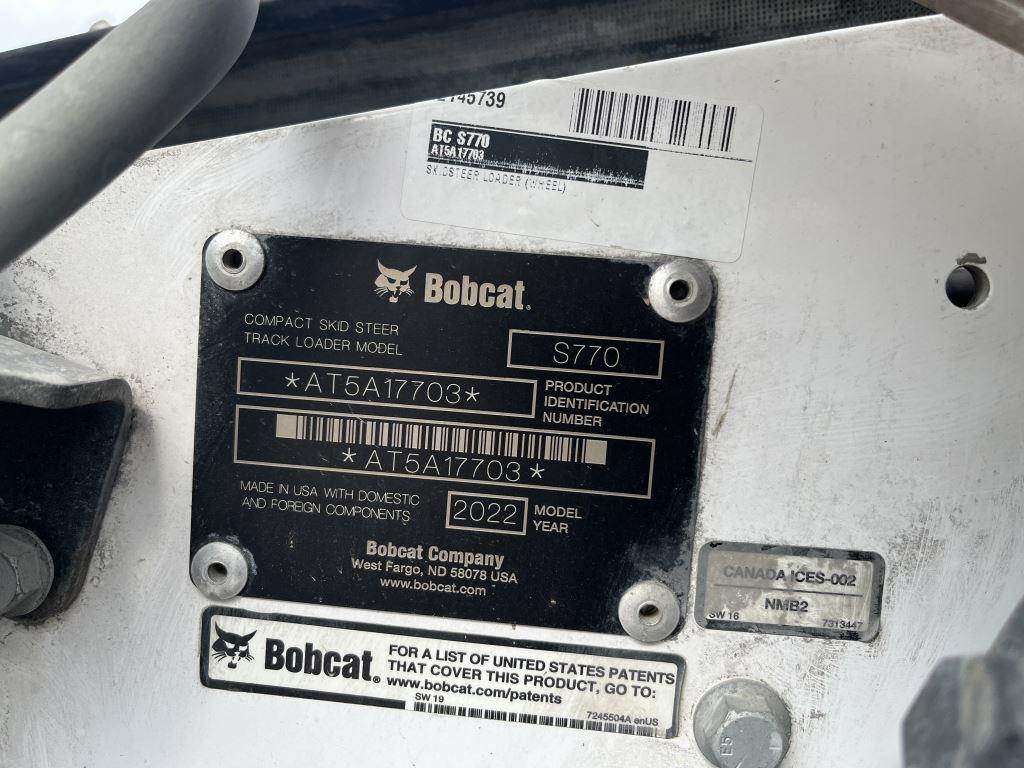 145739
BC S770
AT5A17703
SKIDSTEER LOADER (WHEEL)
Bobcat®
COMPACT SKID STEER
TRACK LOADER MODEL
S770
*AT5A17703*
PRODUCT
IDENTIFICATION
NUMBER
*AT5A17703*
MADE IN USA WITH DOMESTIC
AND FOREIGN COMPONENTS
2022
MODEL
YEAR
Bobcat Company
West Fargo, ND 58078 USA
www.bobcat.com
CANADA ICES-002
NMB2
SW 16
7313447
Bobcat®
FOR A LIST OF UNITED STATES PATENTS
THAT COVER THIS PRODUCT, GO TO:
www.bobcat.com/patents
SW 19
7245504A enUS
E5